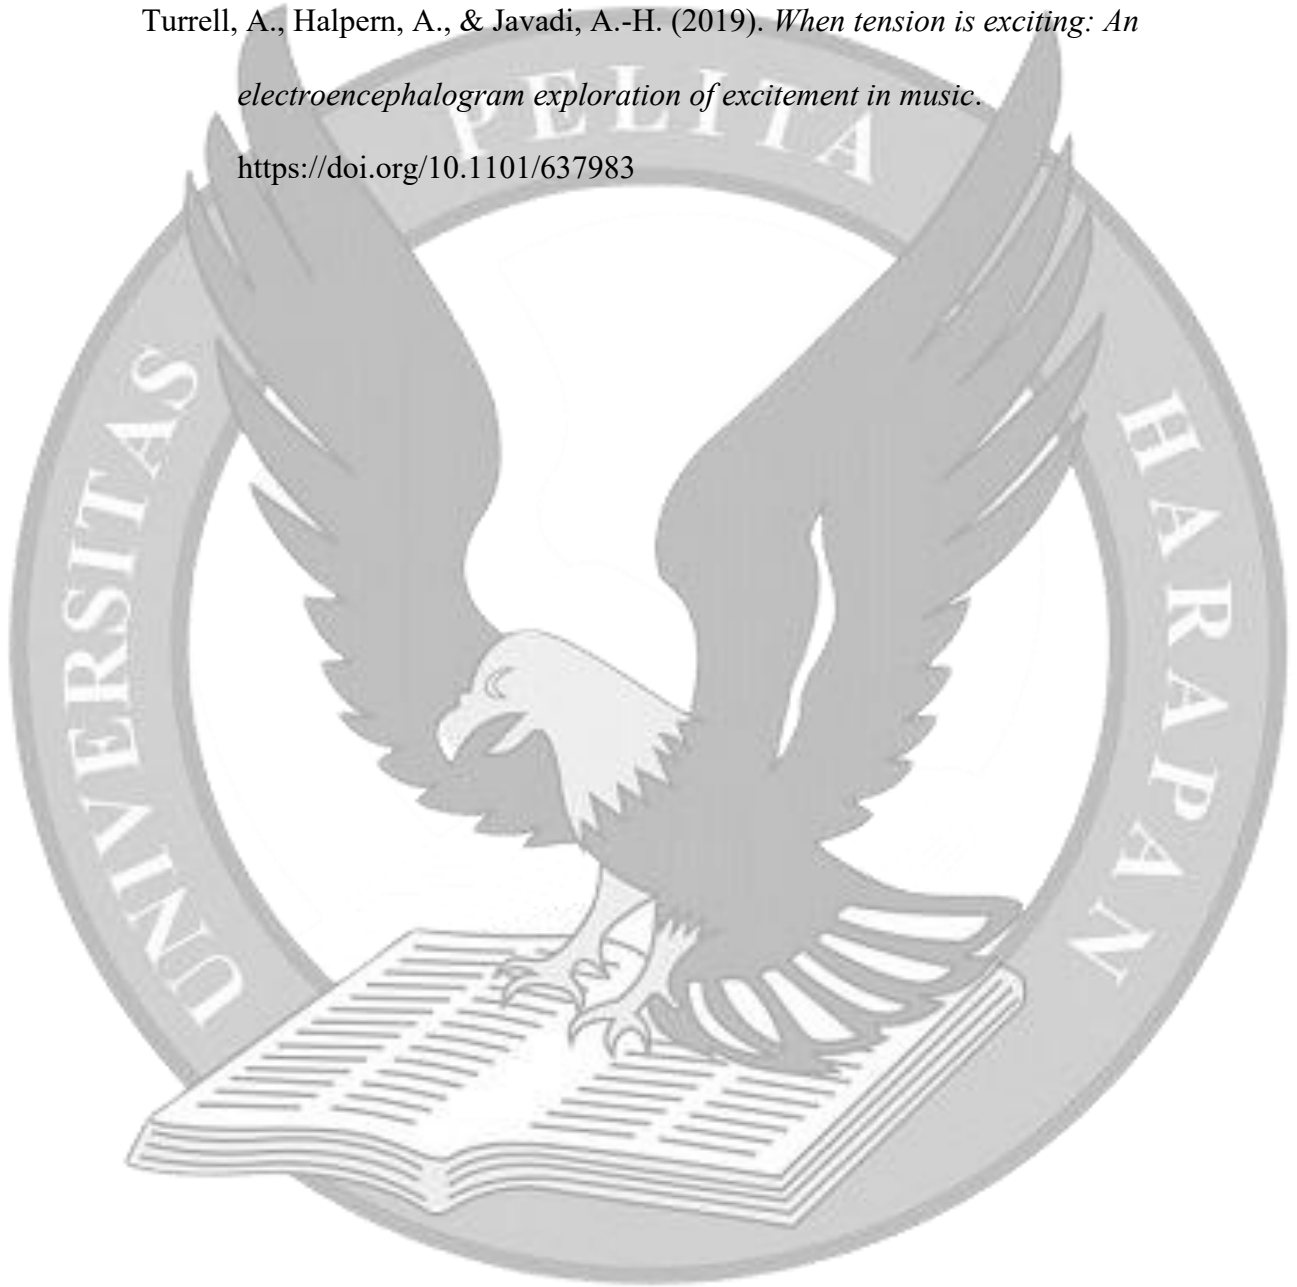 Turrell, A., Halpern, A., & Javadi, A.-H. (2019). When tension is exciting: An
electroencephalogram exploration of excitement in music.
https://doi.org/10.1101/637983
UNIVERSITAS PELITA HARAPAN